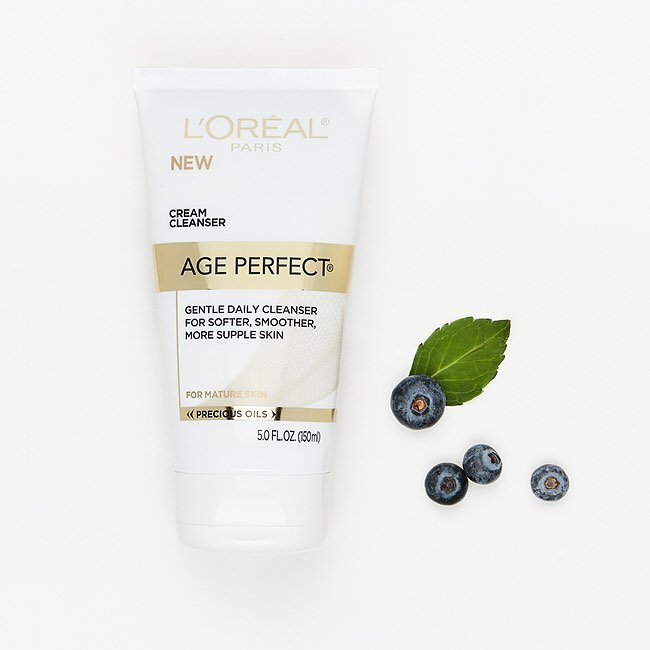 L'ORÉAL®
PARIS
NEW
CREAM
CLEANSER
AGE PERFECT®
GENTLE DAILY CLEANSER
FOR SOFTER, SMOOTHER,
MORE SUPPLE SKIN
FOR MATURE SKIN
PRECIOUS OILS
5.0 FL.OZ. (150ml)